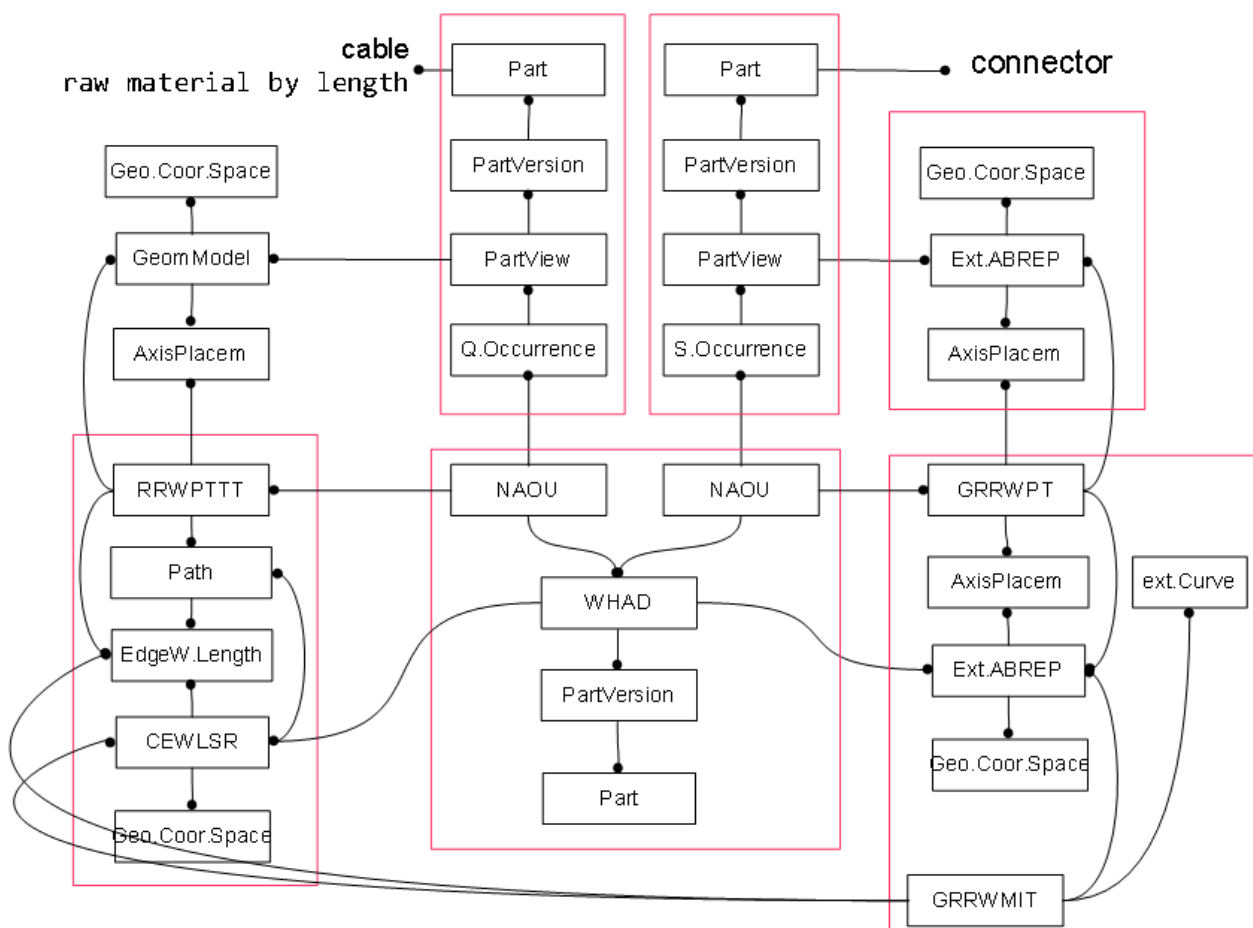 cable
raw material by length
Part
Part
connector
PartVersion
PartVersion
Geo.Coor.Space
Geo.Coor.Space
GeomModel
PartView
PartView
Ext.ABREP
AxisPlacem
Q.Occurrence
S.Occurrence
AxisPlacem
RRWPTTT
NAOU
NAOU
GRRWPT
Path
WHAD
AxisPlacem
ext.Curve
EdgeW.Length
PartVersion
Ext.ABREP
CEWLSR
Geo.Coor.Space
Part
Geo.Coor.Space
GRRWMIT